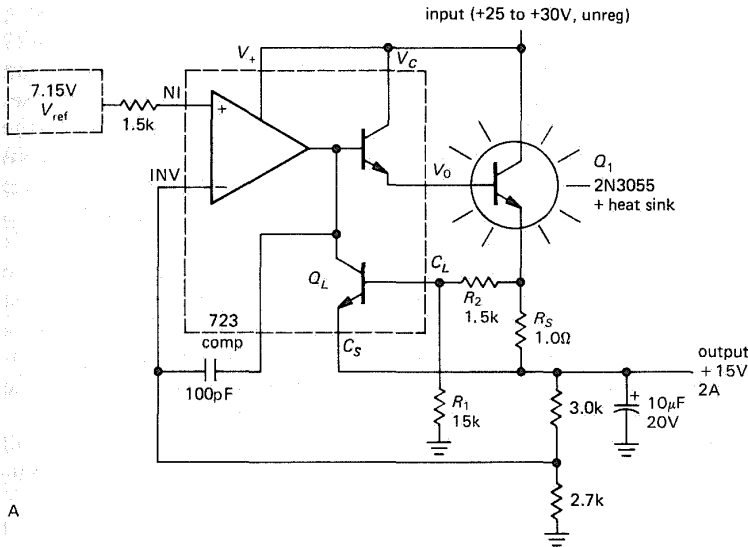 input (+25 to +30V, unreg)
V+
VC
7.15V
Vref
NI
1.5k
+
INV
−
VO
Q1
2N3055
+ heat sink
CL
QL
R2
1.5k
RS
1.0Ω
723
comp
CS
100pF
R1
15k
output
+ 15V
2A
3.0k
+
10μF
20V
2.7k
A